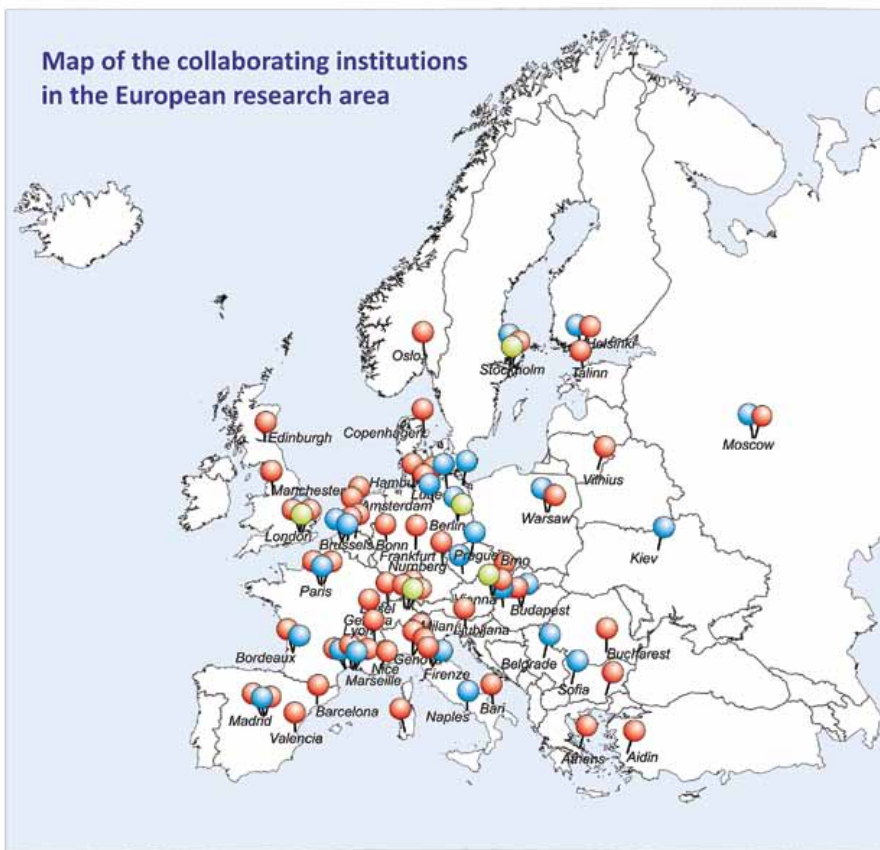 Map of the collaborating institutions
in the European research area
Oslo
Stockholm
Helsinki
Talinn
Moscow
Edinburgh
Copenhagen
Vilnius
Manchester
Amsterdam
London
Berlin
Warsaw
Brussels
Bonn
Frankfurt
Prague
Brno
Kiev
Nurnberg
Paris
Vienna
Budapest
Milan
Ljubljana
Lyon
Bordeaux
Nice
Genova
Belgrade
Bucharest
Marseille
Firenze
Sofia
Madrid
Barcelona
Naples
Bari
Valencia
Athens
Aidin